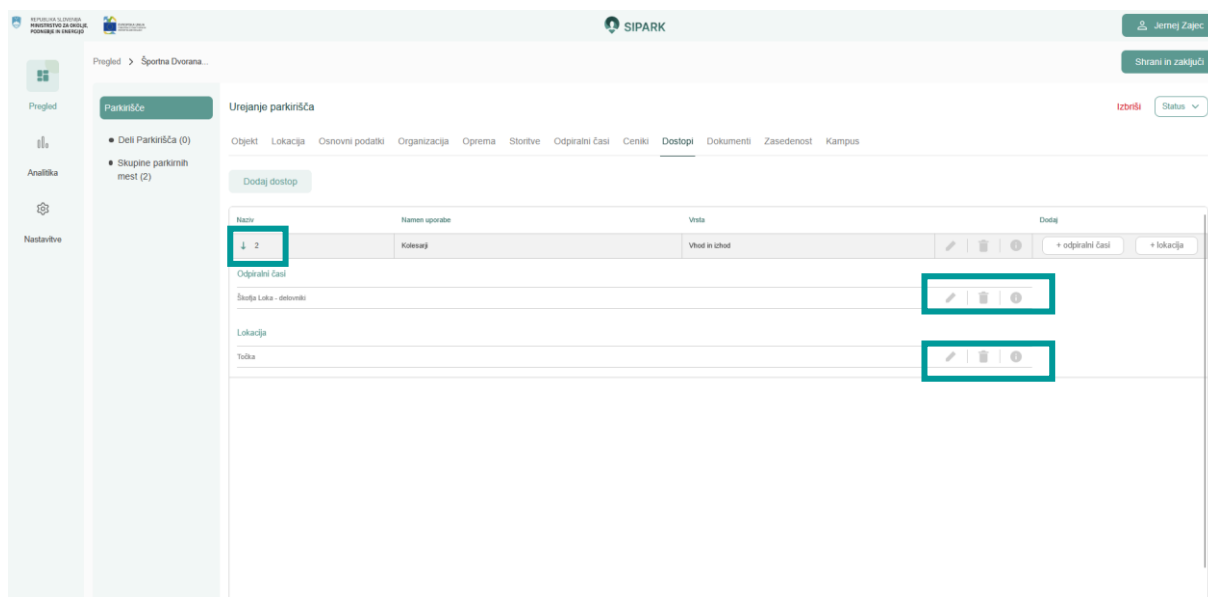 REPUBLIKA SLOVENIJA
MINISTRSTVO ZA OKOLJE,
PODNEBJE IN ENERGIJO
SIPARK
Jernej Zajec
Pregled > Športna Dvorana...
Shrani in zaključi
Pregled
Analitika
Nastavitve
Parkirišče
Deli Parkirišča (0)
Skupine parkirnih
mest (2)
Urejanje parkirišča
Izbriši
Status
Objekt Lokacija Osnovni podatki Organizacija Oprema Storitve Odpiralni časi Ceniki Dostopi Dokumenti Zasedenost Kampus
Dodaj dostop
Naziv Namen uporabe Vrsta Dodaj
↓ 2 Kolesarji Vhod in izhod + odpiralni časi + lokacija
Odpiralni časi
Škofja Loka - delovniki
Lokacija
Točka